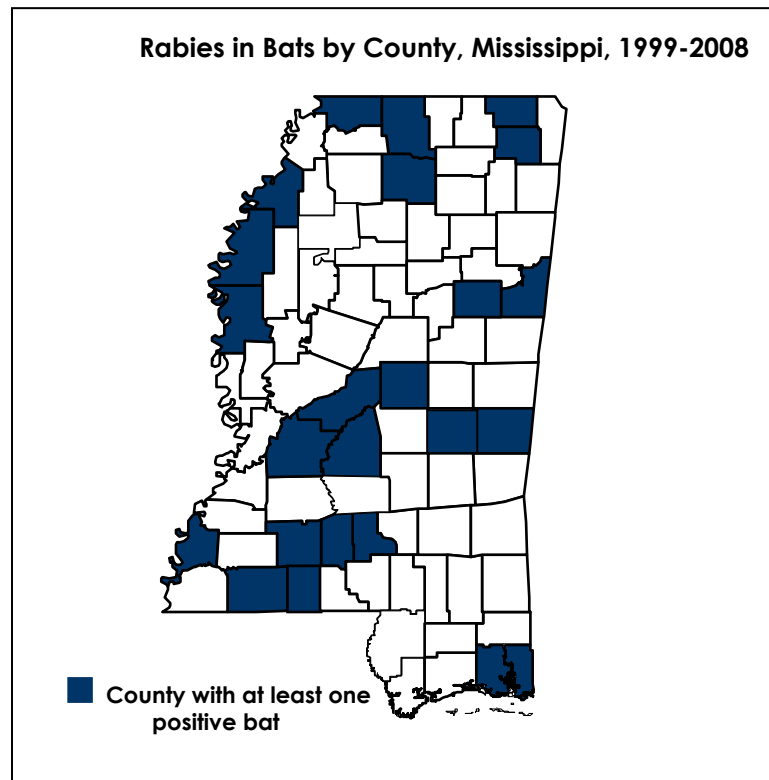 Rabies in Bats by County, Mississippi, 1999-2008
County with at least one
positive bat